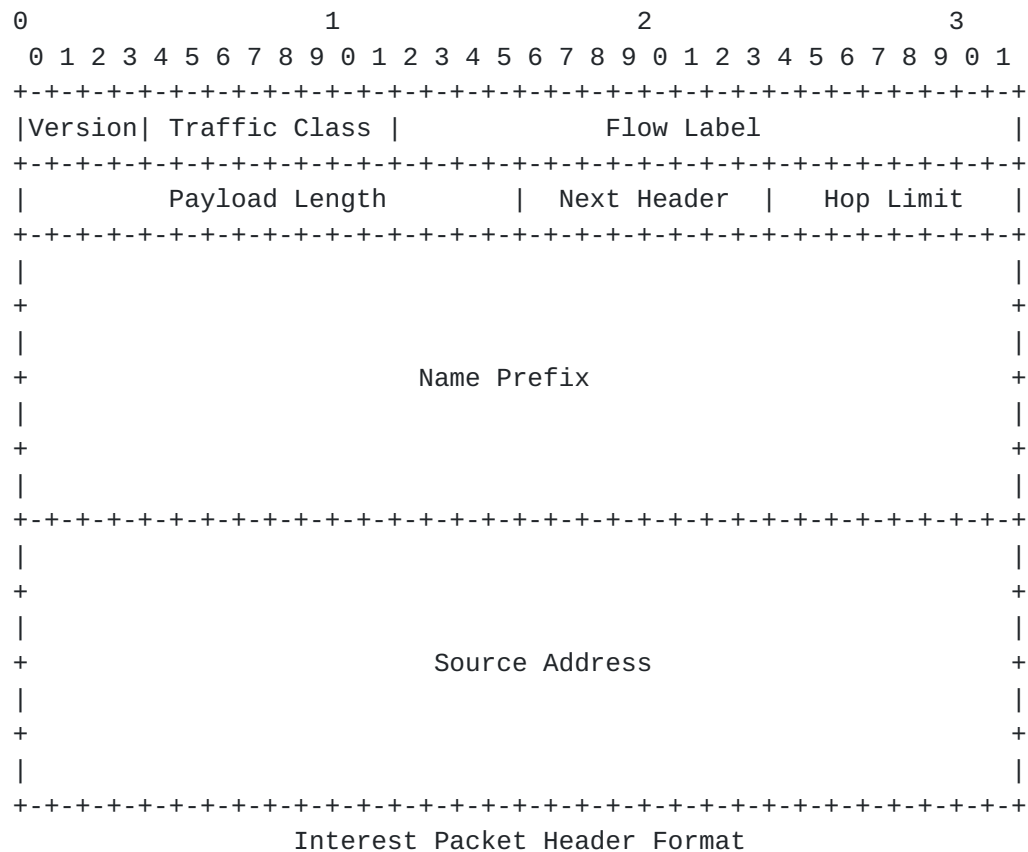 0                   1                   2                   3
 0 1 2 3 4 5 6 7 8 9 0 1 2 3 4 5 6 7 8 9 0 1 2 3 4 5 6 7 8 9 0 1
+-+-+-+-+-+-+-+-+-+-+-+-+-+-+-+-+-+-+-+-+-+-+-+-+-+-+-+-+-+-+-+-+
|Version| Traffic Class |             Flow Label                |
+-+-+-+-+-+-+-+-+-+-+-+-+-+-+-+-+-+-+-+-+-+-+-+-+-+-+-+-+-+-+-+-+
|         Payload Length        |  Next Header  |   Hop Limit   |
+-+-+-+-+-+-+-+-+-+-+-+-+-+-+-+-+-+-+-+-+-+-+-+-+-+-+-+-+-+-+-+-+
|                                                               |
+                                                               +
|                                                               |
+                         Name Prefix                           +
|                                                               |
+                                                               +
|                                                               |
+-+-+-+-+-+-+-+-+-+-+-+-+-+-+-+-+-+-+-+-+-+-+-+-+-+-+-+-+-+-+-+-+
|                                                               |
+                                                               +
|                                                               |
+                          Source Address                       +
|                                                               |
+                                                               +
|                                                               |
+-+-+-+-+-+-+-+-+-+-+-+-+-+-+-+-+-+-+-+-+-+-+-+-+-+-+-+-+-+-+-+-+
                  Interest Packet Header Format